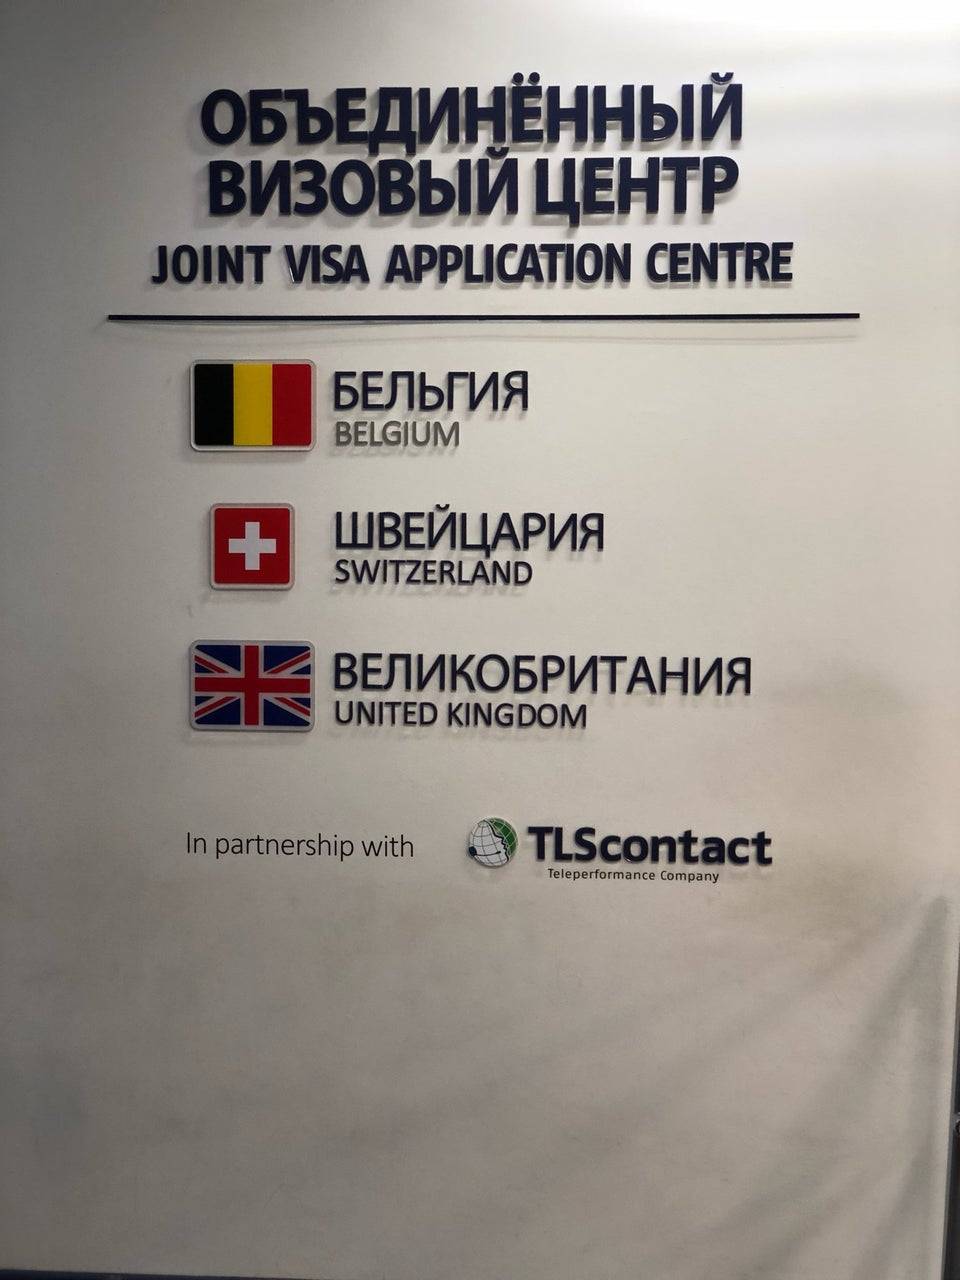 ОБЪЕДИНЁННЫЙ
ВИЗОВЫЙ ЦЕНТР
JOINT VISA APPLICATION CENTRE
БЕЛЬГИЯ
BELGIUM
ШВЕЙЦАРИЯ
SWITZERLAND
ВЕЛИКОБРИТАНИЯ
UNITED KINGDOM
In partnership with TLScontact
Teleperformance Company